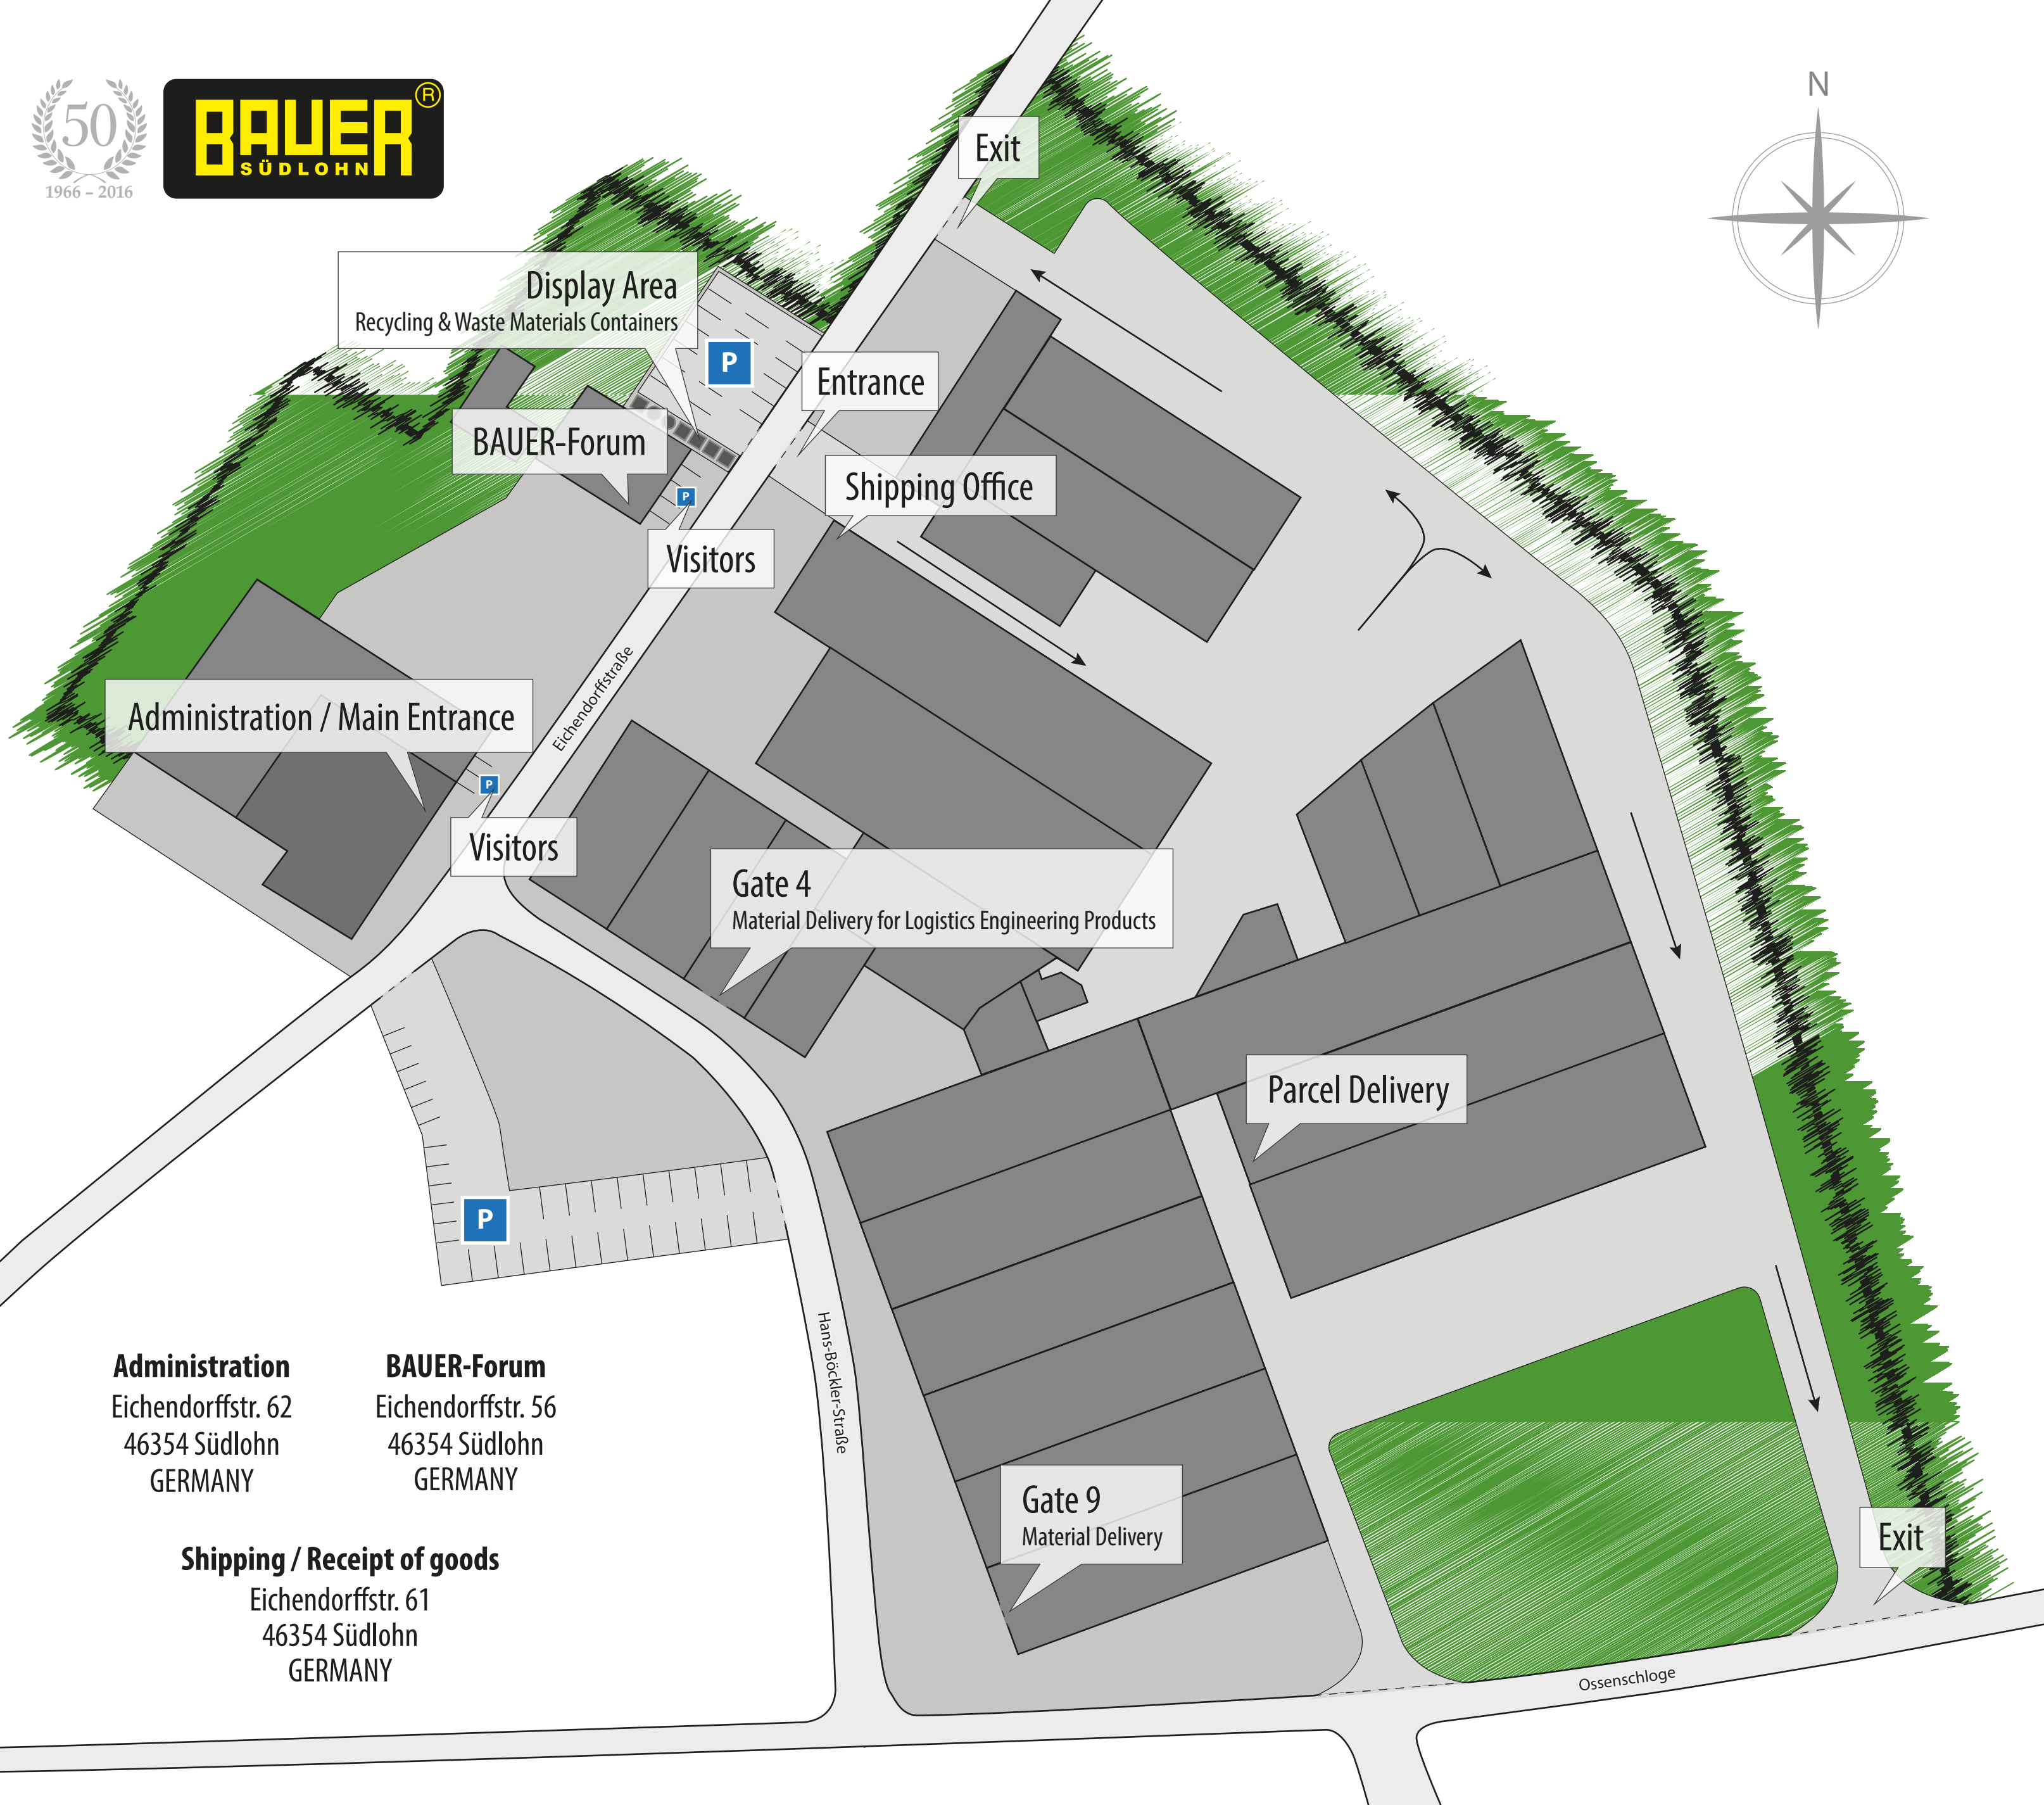 50
1966 – 2016
BAUER®
SÜDLOHN
N
Exit
Display Area
Recycling & Waste Materials Containers
P
Entrance
BAUER-Forum
Shipping Office
P
Visitors
Eichendorffstraße
Administration / Main Entrance
P
Visitors
Gate 4
Material Delivery for Logistics Engineering Products
Parcel Delivery
P
Hans-Böckler-Straße
Administration
Eichendorffstr. 62
46354 Südlohn
GERMANY
BAUER-Forum
Eichendorffstr. 56
46354 Südlohn
GERMANY
Shipping / Receipt of goods
Eichendorffstr. 61
46354 Südlohn
GERMANY
Gate 9
Material Delivery
Exit
Ossenschloge